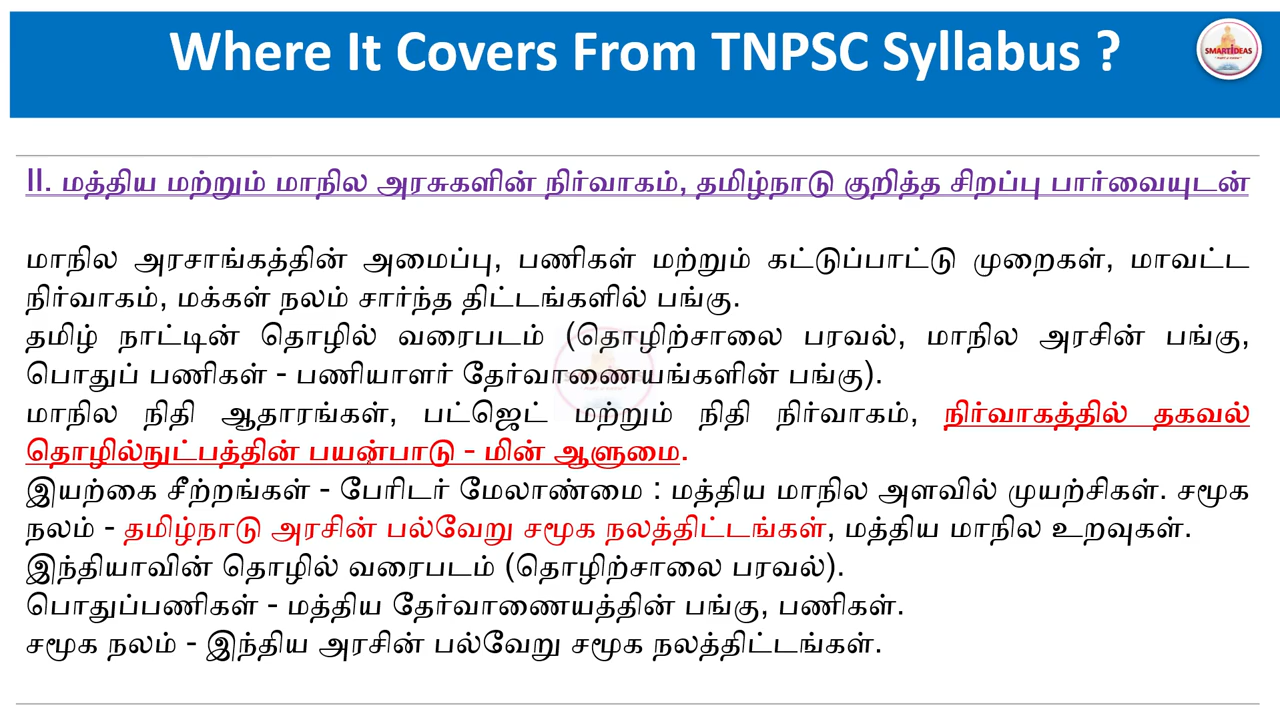 Where It Covers From TNPSC Syllabus ?
SMARTIDEAS
II. மத்திய மற்றும் மாநில அரசுகளின் நிர்வாகம், தமிழ்நாடு குறித்த சிறப்பு பார்வையுடன்
மாநில அரசாங்கத்தின் அமைப்பு, பணிகள் மற்றும் கட்டுப்பாட்டு முறைகள், மாவட்ட
நிர்வாகம், மக்கள் நலம் சார்ந்த திட்டங்களில் பங்கு.
தமிழ் நாட்டின் தொழில் வரைபடம் (தொழிற்சாலை பரவல், மாநில அரசின் பங்கு,
பொதுப் பணிகள் - பணியாளர் தேர்வாணையங்களின் பங்கு).
மாநில நிதி ஆதாரங்கள், பட்ஜெட் மற்றும் நிதி நிர்வாகம், நிர்வாகத்தில் தகவல்
தொழில்நுட்பத்தின் பயன்பாடு - மின் ஆளுமை.
இயற்கை சீற்றங்கள் - பேரிடர் மேலாண்மை : மத்திய மாநில அளவில் முயற்சிகள். சமூக
நலம் - தமிழ்நாடு அரசின் பல்வேறு சமூக நலத்திட்டங்கள், மத்திய மாநில உறவுகள்.
இந்தியாவின் தொழில் வரைபடம் (தொழிற்சாலை பரவல்).
பொதுப்பணிகள் - மத்திய தேர்வாணையத்தின் பங்கு, பணிகள்.
சமூக நலம் - இந்திய அரசின் பல்வேறு சமூக நலத்திட்டங்கள்.